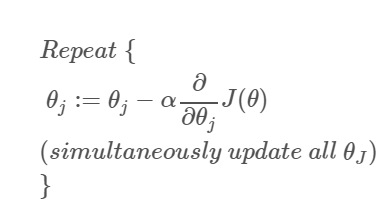 Repeat {
θ_j := θ_j − α ∂/∂θ_j J(θ)
(simultaneously update all θ_J)
}